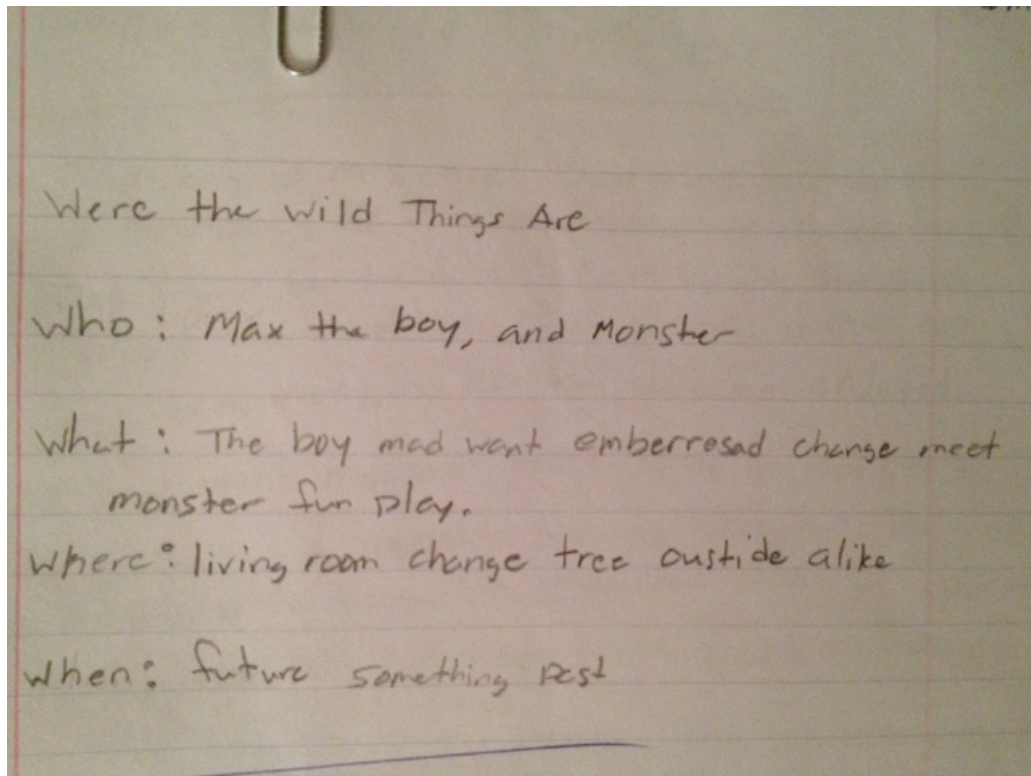 Were the Wild Things Are
Who: Max the boy, and Monster
What: The boy mad want emberresad change meet
monster fun play.
Where: living room change tree oustide alike
When: future something past